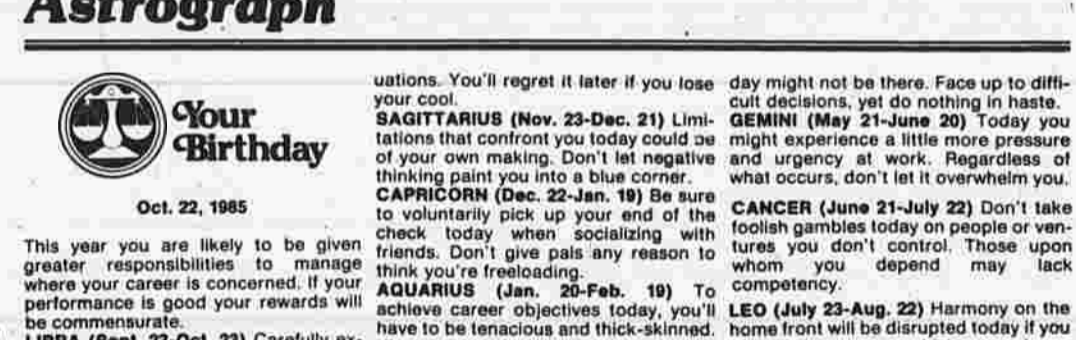 Astrograph
Your
Birthday
Oct. 22, 1985
This year you are likely to be given
greater responsibilities to manage
where your career is concerned. If your
performance is good your rewards will
be commensurate.
LIBRA (Sept. 23-Oct. 23) Carefully ex-
uations. You'll regret it later if you lose
your cool.
SAGITTARIUS (Nov. 23-Dec. 21) Limi-
tations that confront you today could be
of your own making. Don't let negative
thinking paint you into a blue corner.
CAPRICORN (Dec. 22-Jan. 19) Be sure
to voluntarily pick up your end of the
check today when socializing with
friends. Don't give pals any reason to
think you're freeloading.
AQUARIUS (Jan. 20-Feb. 19) To
achieve career objectives today, you'll
have to be tenacious and thick-skinned.
day might not be there. Face up to diffi-
cult decisions, yet do nothing in haste.
GEMINI (May 21-June 20) Today you
might experience a little more pressure
and urgency at work. Regardless of
what occurs, don't let it overwhelm you.
CANCER (June 21-July 22) Don't take
foolish gambles today on people or ven-
tures you don't control. Those upon
whom you depend may lack
competency.
LEO (July 23-Aug. 22) Harmony on the
home front will be disrupted today if you